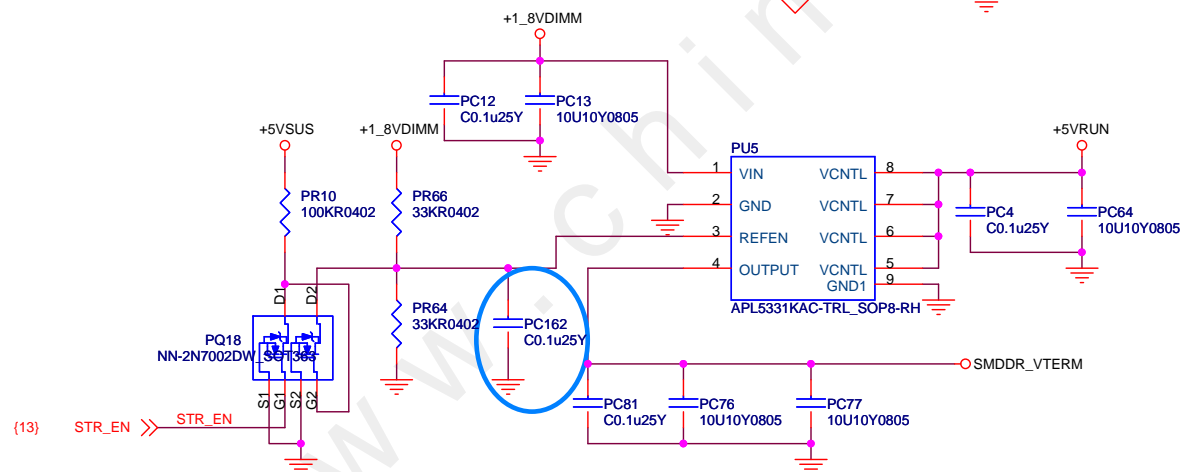 +1_8VDIMM
PC12
C0.1u25Y
PC13
10U10Y0805
+5VSUS
+1_8VDIMM
+5VRUN
PR10
100KR0402
PR66
33KR0402
PU5
1 VIN VCNTL 8
2 GND VCNTL 7
3 REFEN VCNTL 6
4 OUTPUT VCNTL 5
GND1 9
APL5331KAC-TRL_SOP8-RH
PC4
C0.1u25Y
PC64
10U10Y0805
D1 D2
PQ18
NN-2N7002DW_SOT363
S1 G1 S2 G2
PR64
33KR0402
PC162
C0.1u25Y
SMDDR_VTERM
PC81
C0.1u25Y
PC76
10U10Y0805
PC77
10U10Y0805
{13} STR_EN STR_EN
www.chin